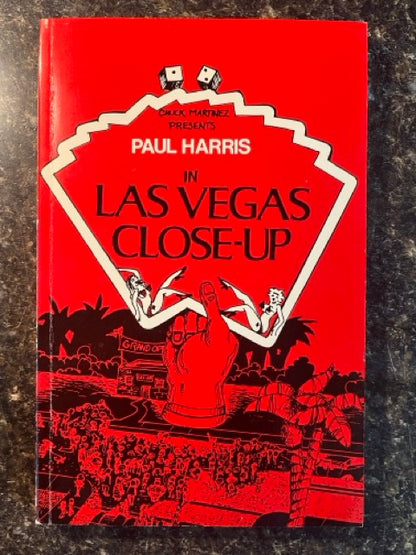 CHUCK MARTINEZ
PRESENTS
PAUL HARRIS
IN
LAS VEGAS
CLOSE-UP